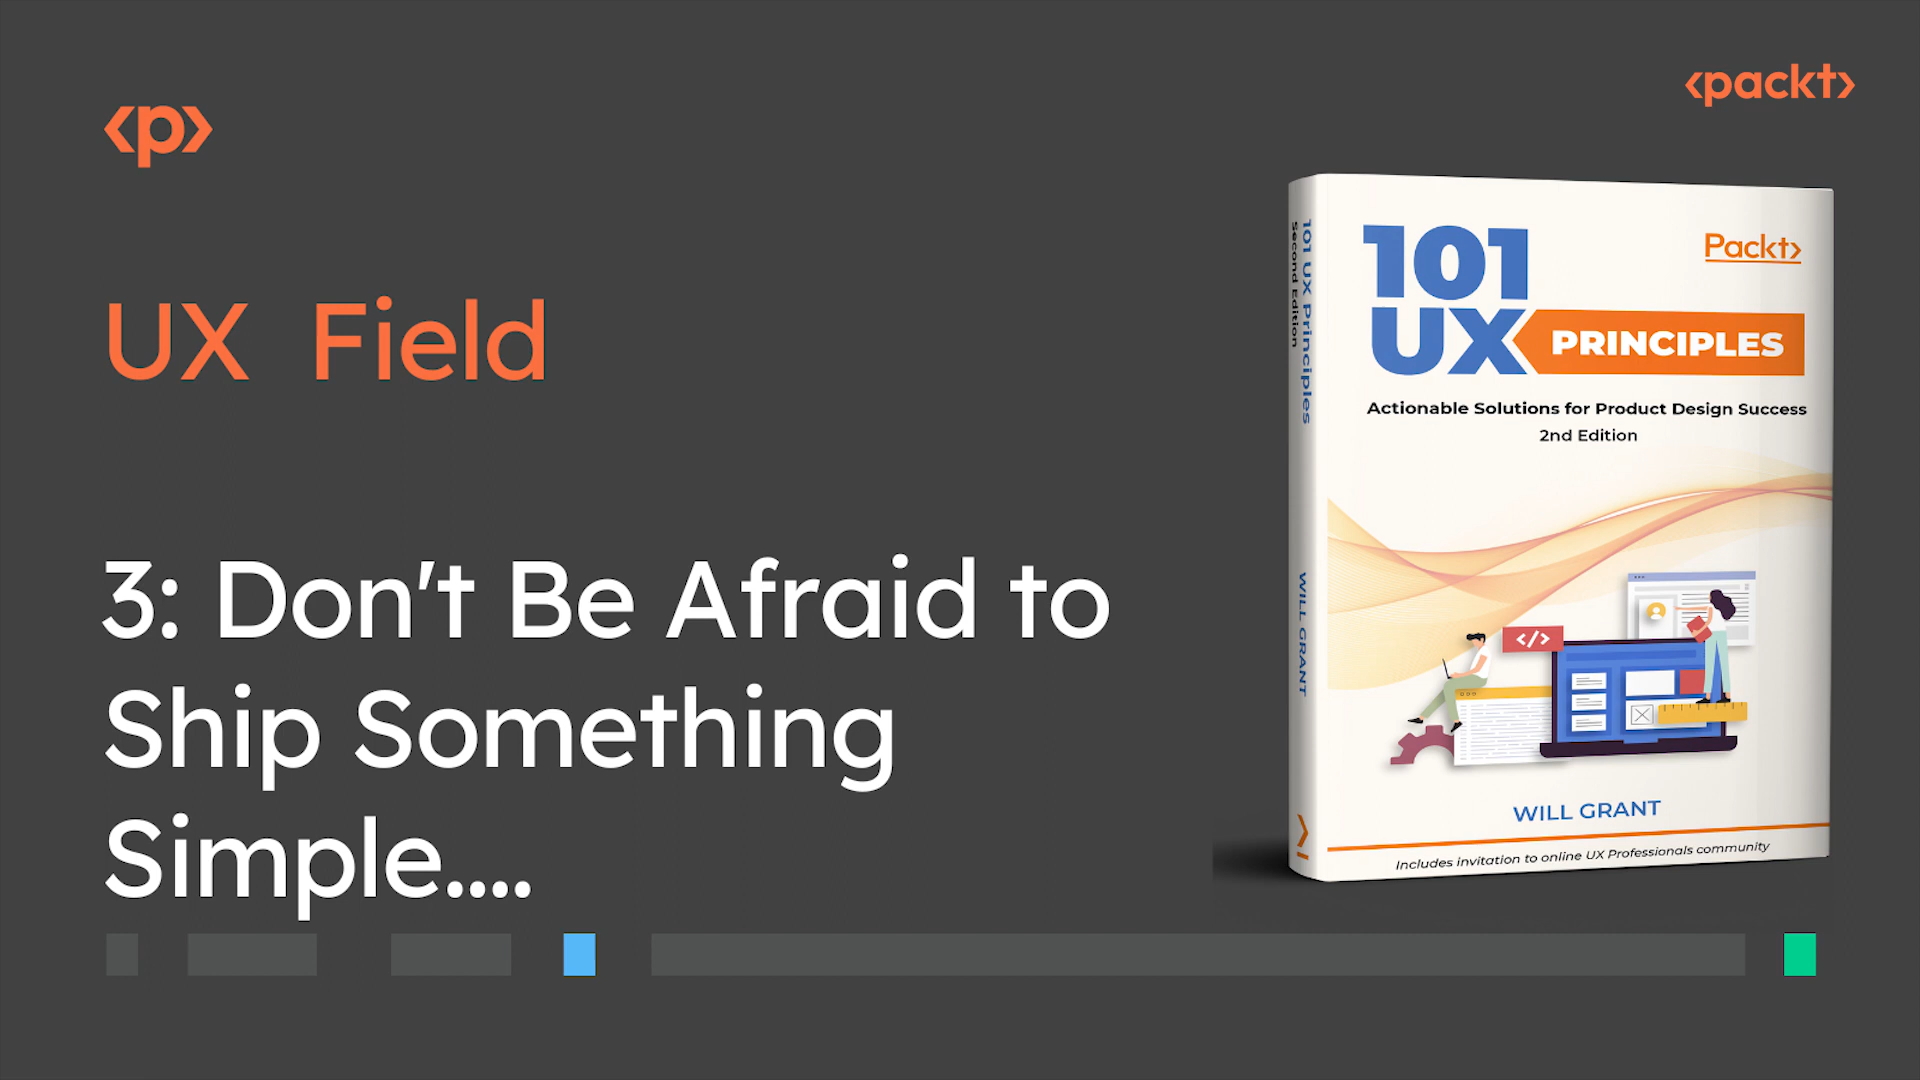 <packt>
<p>
UX Field
3: Don't Be Afraid to
Ship Something
Simple....
101 UX Principles
Second Edition
WILL GRANT
101
Packt>
UX
PRINCIPLES
Actionable Solutions for Product Design Success
2nd Edition
</>
WILL GRANT
Includes invitation to online UX Professionals community